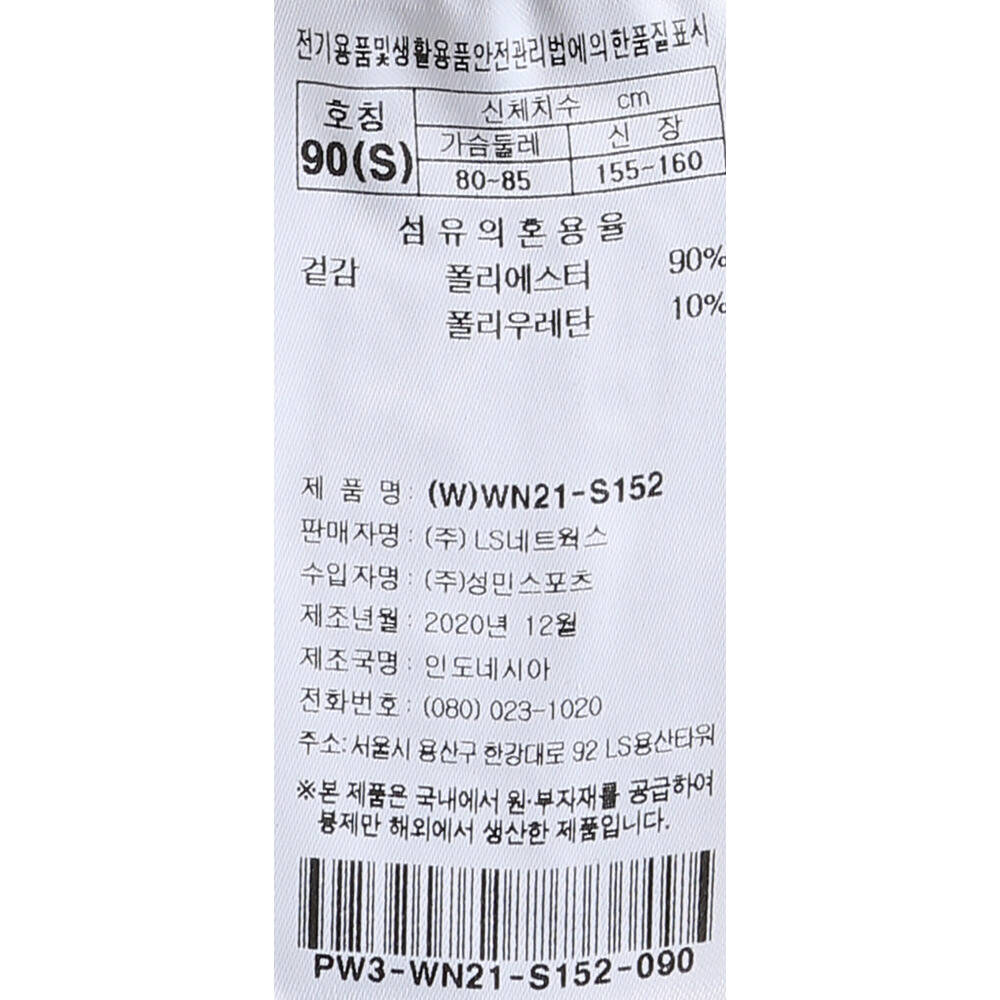 전기용품및생활용품안전관리법에의한품질표시
호칭 신체치수 cm
90(S) 가슴둘레 신 장
80~85 155~160
섬유의혼용율
겉감 폴리에스터 90%
폴리우레탄 10%
제 품 명: (W)WN21-S152
판매자명: (주)LS네트웍스
수입자명: (주)성민스포츠
제조년월: 2020년 12월
제조국명: 인도네시아
전화번호: (080) 023-1020
주소: 서울시 용산구 한강대로 92 LS용산타워
※본 제품은 국내에서 원·부자재를 공급하여
봉제만 해외에서 생산한 제품입니다.
PW3-WN21-S152-090